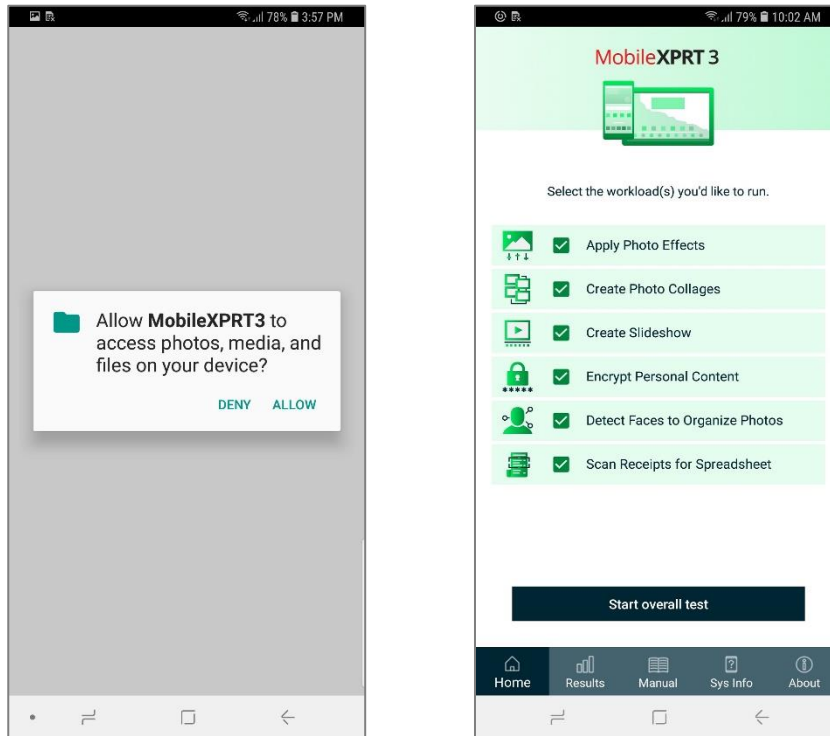 78% 3:57 PM
Allow MobileXPRT3 to
access photos, media, and
files on your device?
DENY ALLOW
79% 10:02 AM
MobileXPRT 3
Select the workload(s) you'd like to run.
Apply Photo Effects
Create Photo Collages
Create Slideshow
Encrypt Personal Content
Detect Faces to Organize Photos
Scan Receipts for Spreadsheet
Start overall test
Home Results Manual Sys Info About